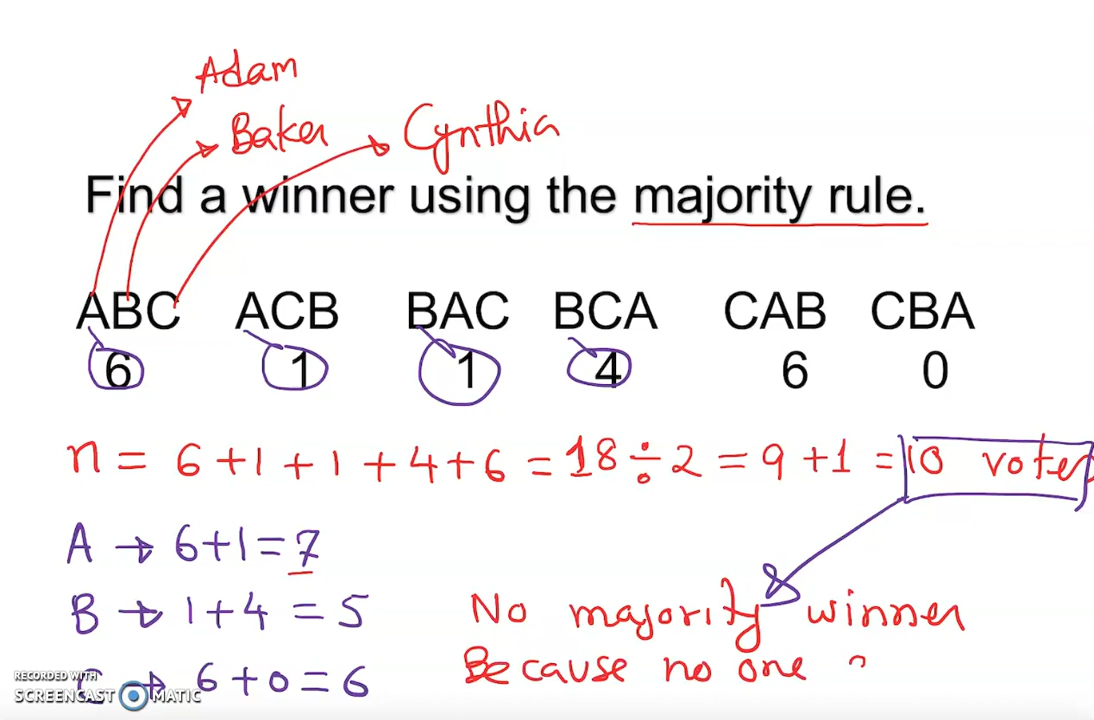 Adam
Baker Cynthia
Find a winner using the majority rule.
ABC ACB BAC BCA CAB CBA
6 1 1 4 6 0
n = 6 +1 + 1 + 4 + 6 = 18 ÷ 2 = 9 +1 = 10 voters
A → 6+1 = 7
B → 1+4 = 5
No majority winner
C → 6+0 = 6
Because no one
RECORDED WITH
SCREENCAST MATIC